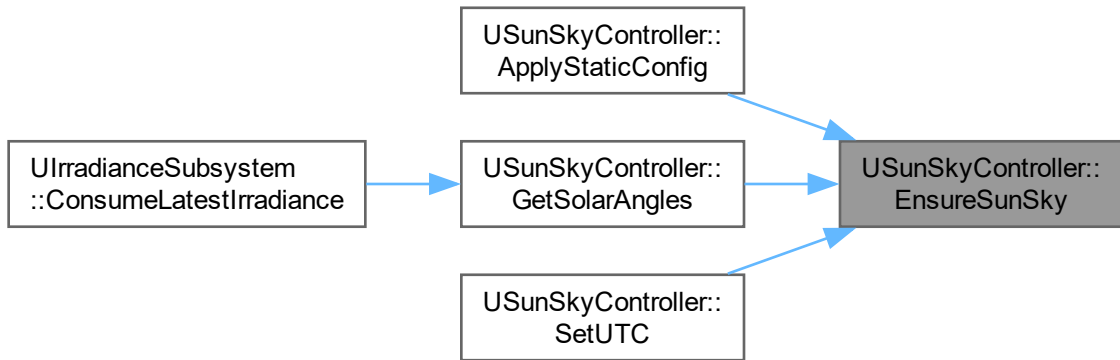 USunSkyController::
ApplyStaticConfig
UIrradianceSubsystem
::ConsumeLatestIrradiance
USunSkyController::
GetSolarAngles
USunSkyController::
EnsureSunSky
USunSkyController::
SetUTC